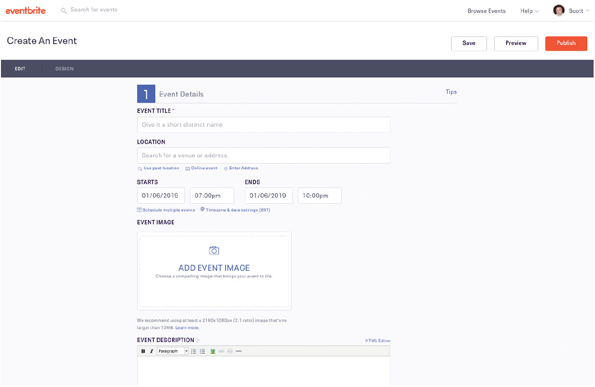 eventbrite
Search for events
Browse Events Help Scott
Create An Event
Save Preview Publish
EDIT DESIGN
1 Event Details Tips
EVENT TITLE *
Give it a short distinct name
LOCATION
Search for a venue or address.
Use past location Online event Enter Address
STARTS ENDS
01/06/2019 07:00pm 01/06/2019 10:00pm
Schedule multiple events Timezone & date settings (EST)
EVENT IMAGE
ADD EVENT IMAGE
Choose a compelling image that brings your event to life.
We recommend using at least a 2160x1080px (2:1 ratio) image that's no
larger than 10MB. Learn more.
EVENT DESCRIPTION HTML Editor
B I Paragraph